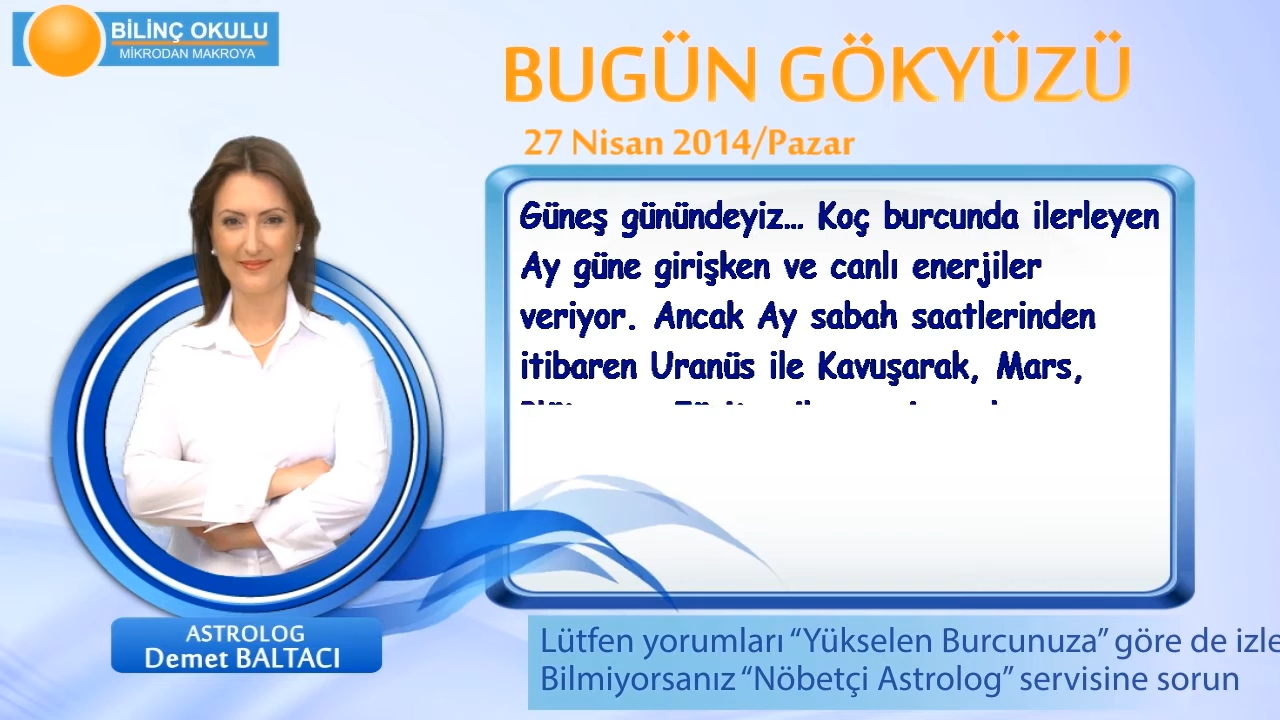 BİLİNÇ OKULU
MİKRODAN MAKROYA
BUGÜN GÖKYÜZÜ
27 Nisan 2014/Pazar
Güneş günündeyiz... Koç burcunda ilerleyen
Ay güne girişken ve canlı enerjiler
veriyor. Ancak Ay sabah saatlerinden
itibaren Uranüs ile Kavuşarak, Mars,
ASTROLOG
Demet BALTACI
Lütfen yorumları “Yükselen Burcunuza” göre de izle
Bilmiyorsanız “Nöbetçi Astrolog” servisine sorun